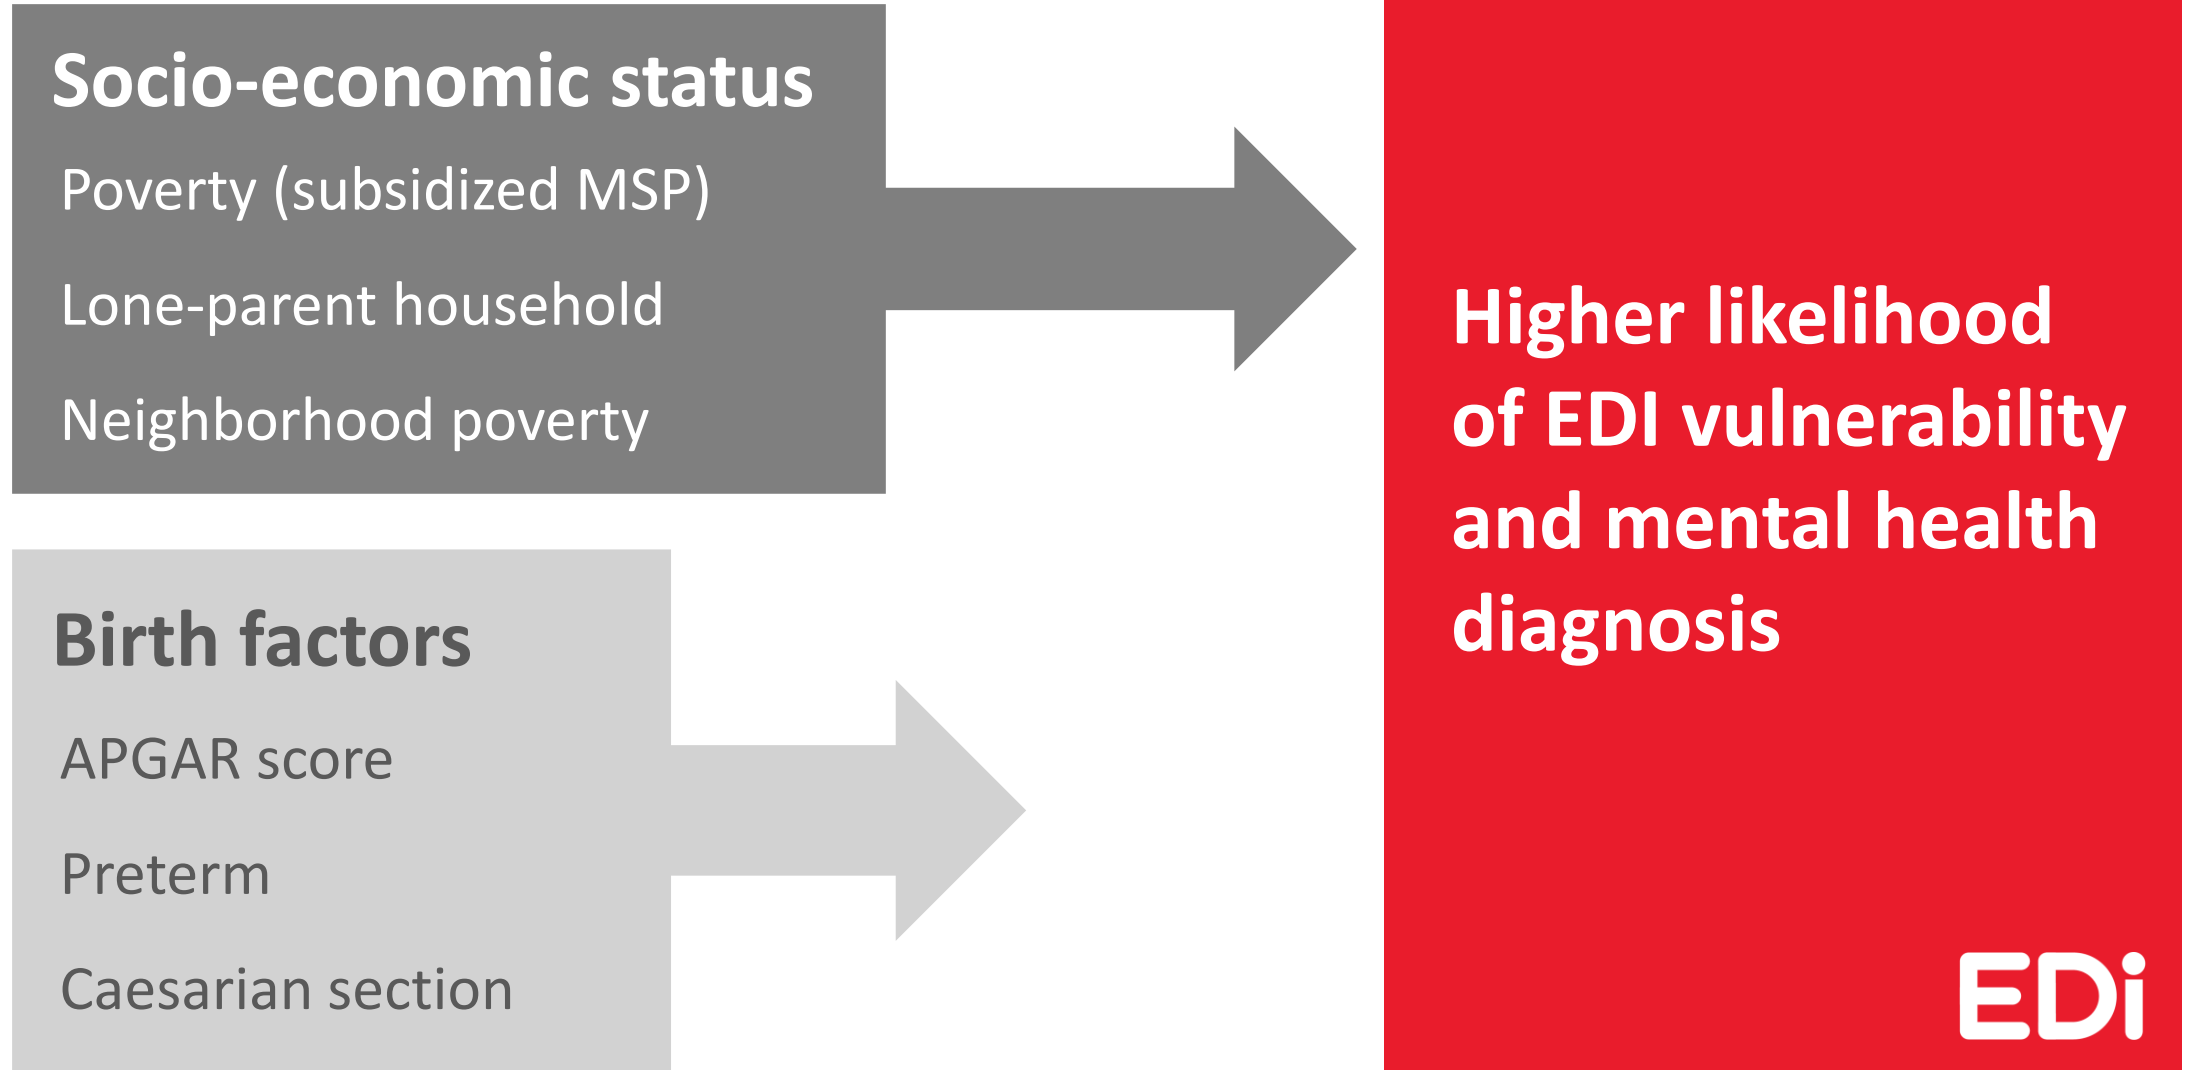 Socio-economic status
Poverty (subsidized MSP)
Lone-parent household
Neighborhood poverty
Birth factors
APGAR score
Preterm
Caesarian section
Higher likelihood
of EDI vulnerability
and mental health
diagnosis
EDi